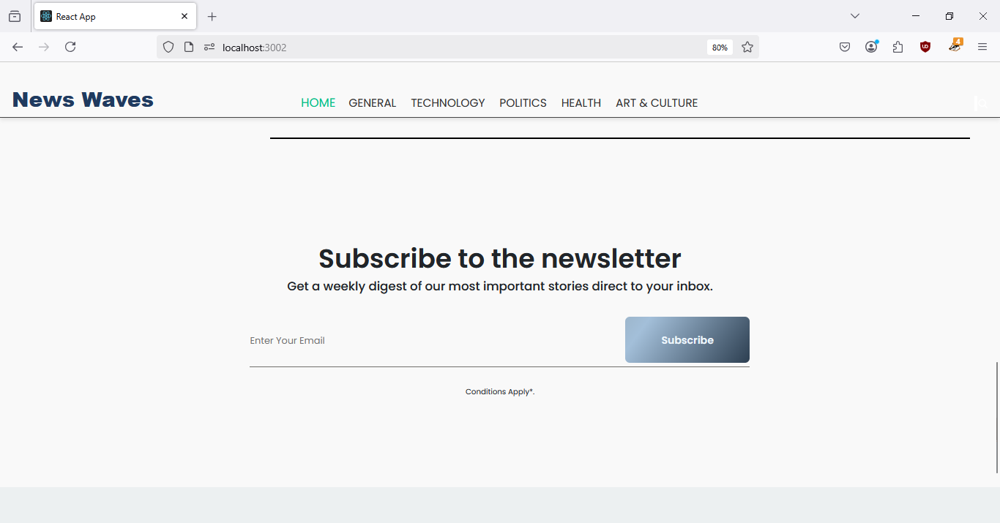 React App
localhost:3002
80%
4
News Waves
HOME GENERAL TECHNOLOGY POLITICS HEALTH ART & CULTURE
Subscribe to the newsletter
Get a weekly digest of our most important stories direct to your inbox.
Enter Your Email
Subscribe
Conditions Apply*.